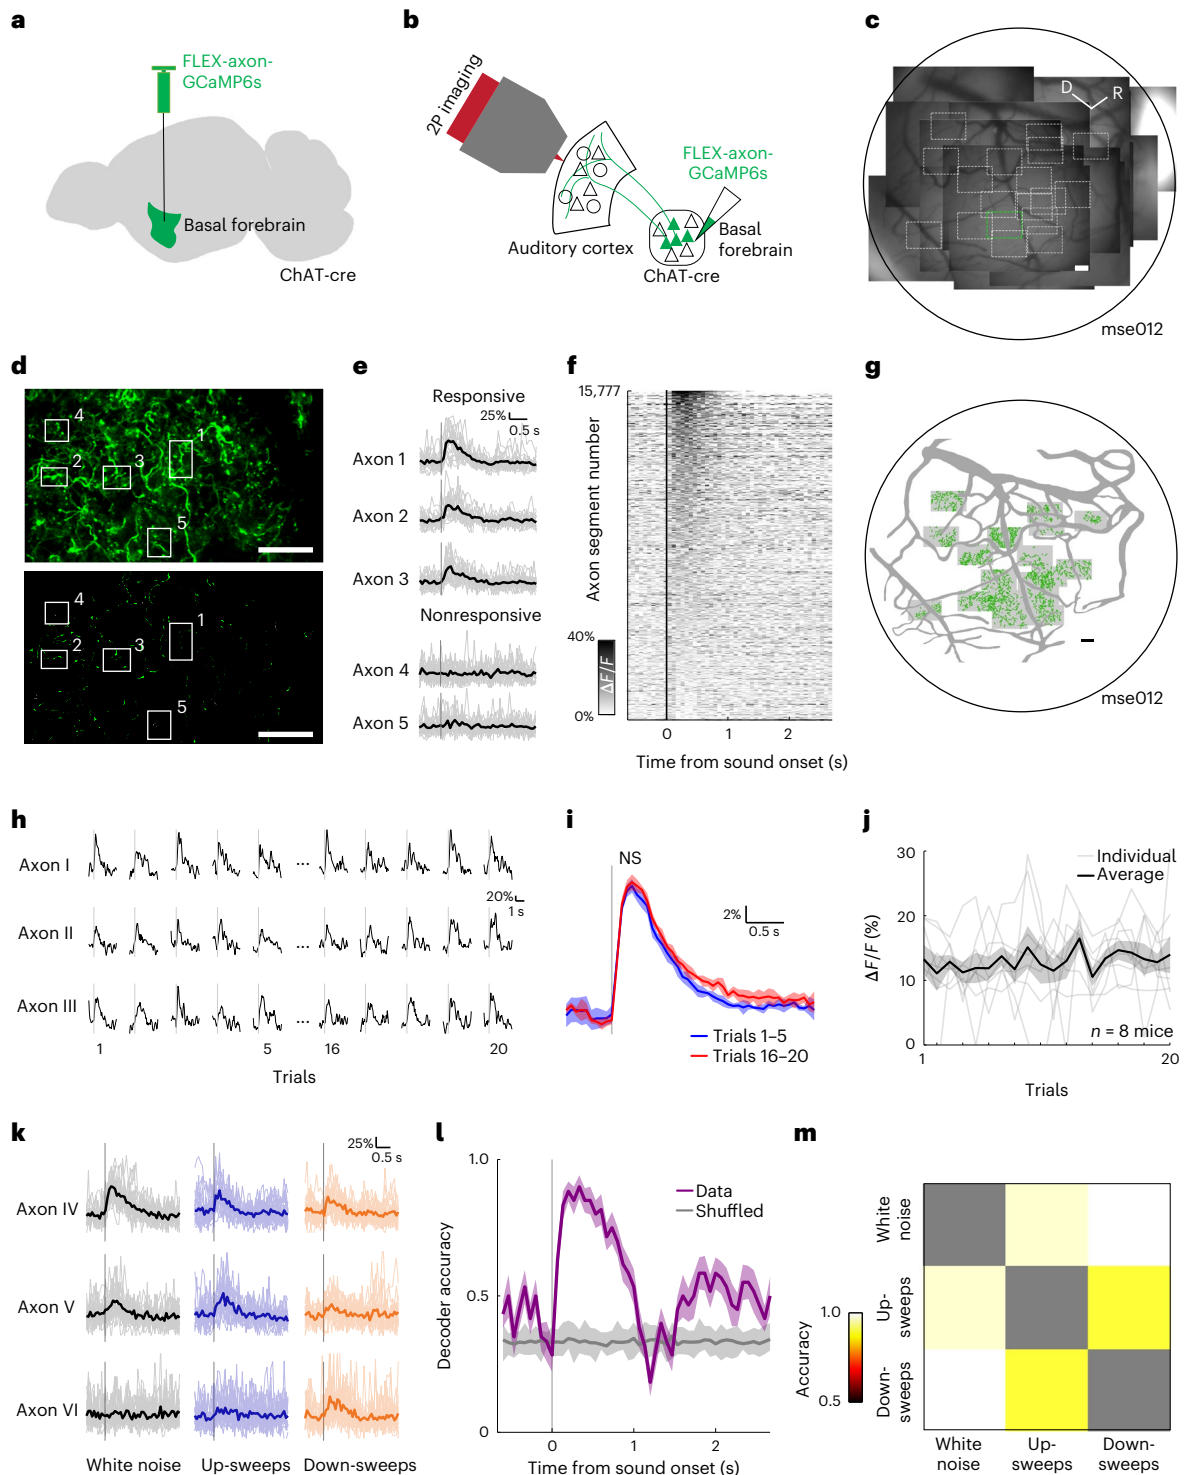 a
FLEX-axon-
GCaMP6s
Basal forebrain
ChAT-cre
b
2P imaging
FLEX-axon-
GCaMP6s
Auditory cortex
Basal
forebrain
ChAT-cre
c
D
R
mse012
d
4
1
2
3
5
4
1
2
3
5
e
Responsive
25%
0.5 s
Axon 1
Axon 2
Axon 3
Nonresponsive
Axon 4
Axon 5
f
15,777
Axon segment number
40%
ΔF/F
0%
0
1
2
Time from sound onset (s)
g
mse012
h
Axon I
20%
1 s
Axon II
Axon III
...
...
...
1
5
16
20
Trials
i
NS
2%
0.5 s
Trials 1–5
Trials 16–20
j
30
20
10
0
ΔF/F (%)
Individual
Average
n = 8 mice
1
20
Trials
k
25%
0.5 s
Axon IV
Axon V
Axon VI
White noise
Up-sweeps
Down-sweeps
l
1.0
0.5
0
Decoder accuracy
Data
Shuffled
0
1
2
Time from sound onset (s)
m
White
noise
Up-
sweeps
Down-
sweeps
1.0
Accuracy
0.5
White
noise
Up-
sweeps
Down-
sweeps